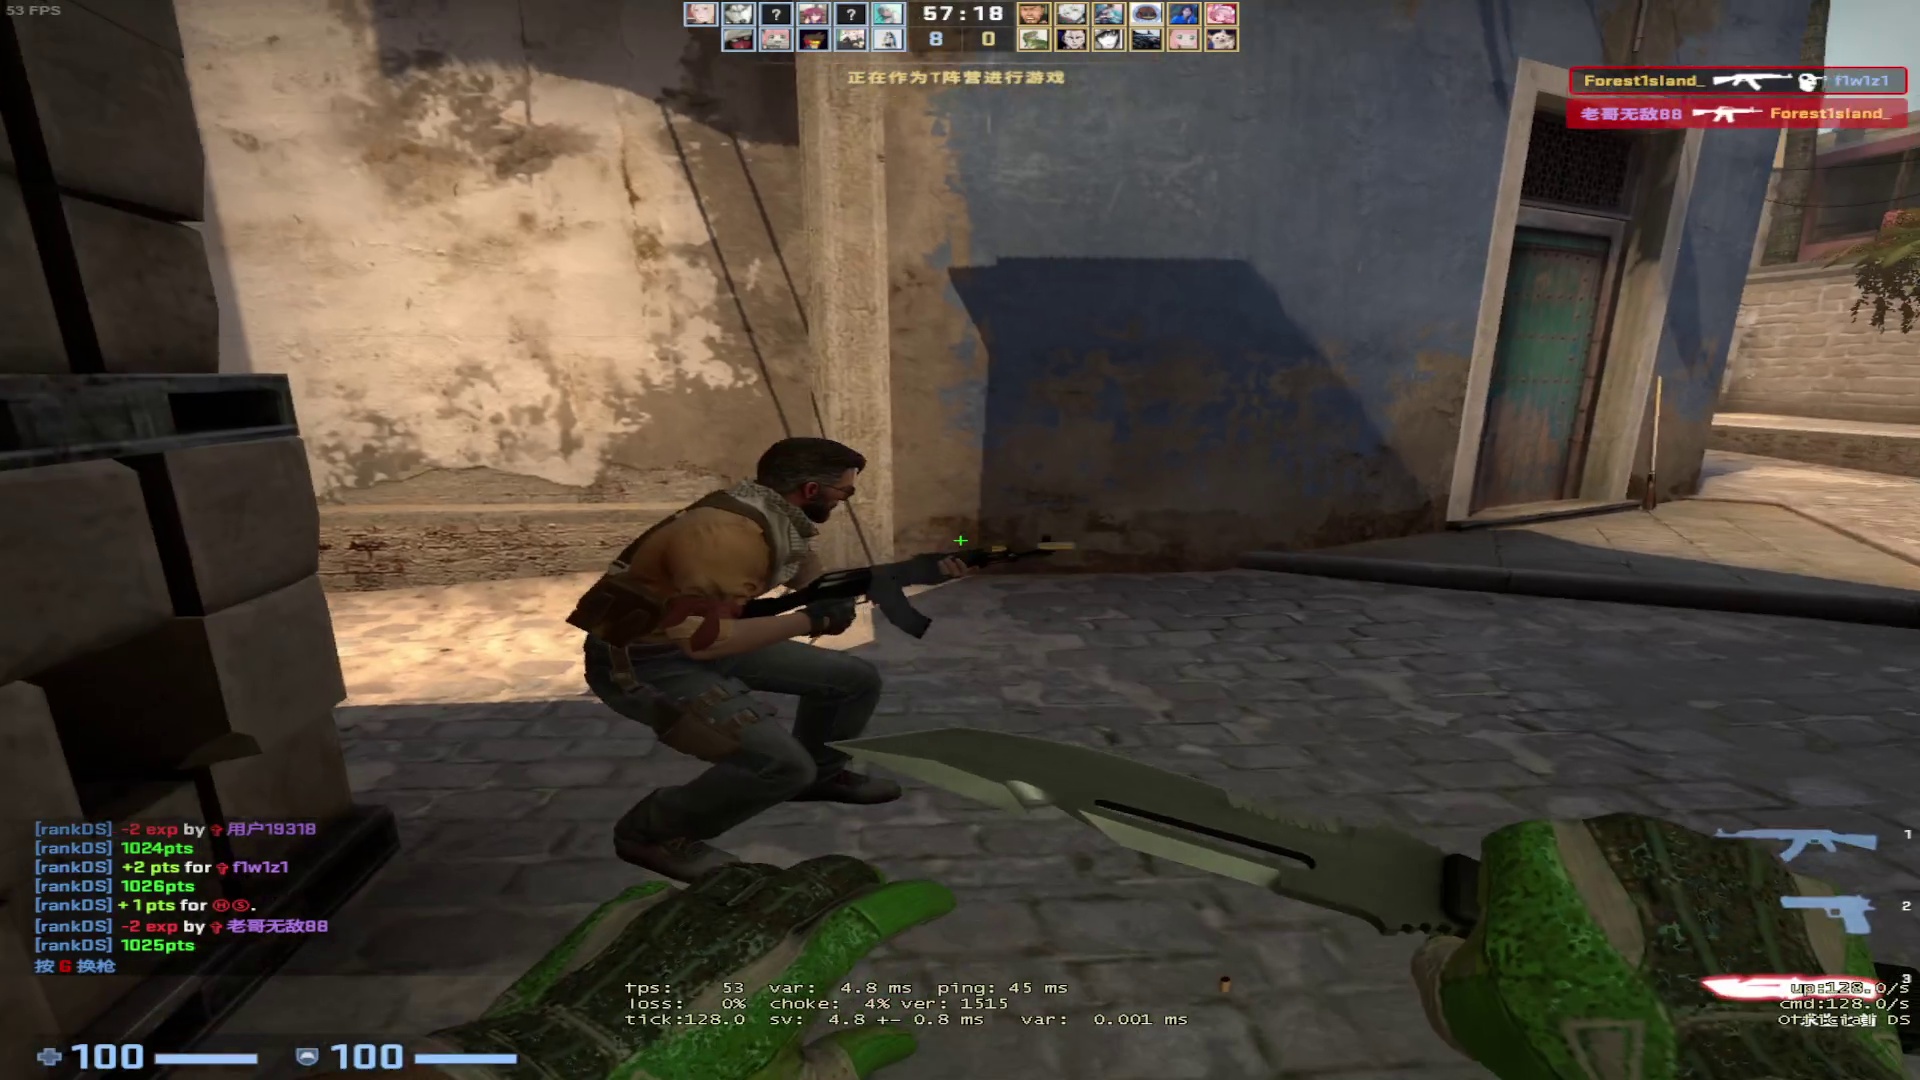 53 FPS
? ? 57:18
8 0
正在作为T阵营进行游戏
Forest1sland_ f1w1z1
老哥无敌88 Forest1sland_
[rankDS] -2 exp by 用户19318
[rankDS] 1024pts
[rankDS] +2 pts for f1w1z1
[rankDS] 1026pts
[rankDS] +1 pts for ⒽⓈ.
[rankDS] -2 exp by 老哥无敌88
[rankDS] 1025pts
按 G 换枪
1
2
3
fps: 53 var: 4.8 ms ping: 45 ms
loss: 0% choke: 4% ver: 1515
tick:128.0 sv: 4.8 +- 0.8 ms var: 0.001 ms
up:128.0/s
cmd:128.0/s
DS
100 100